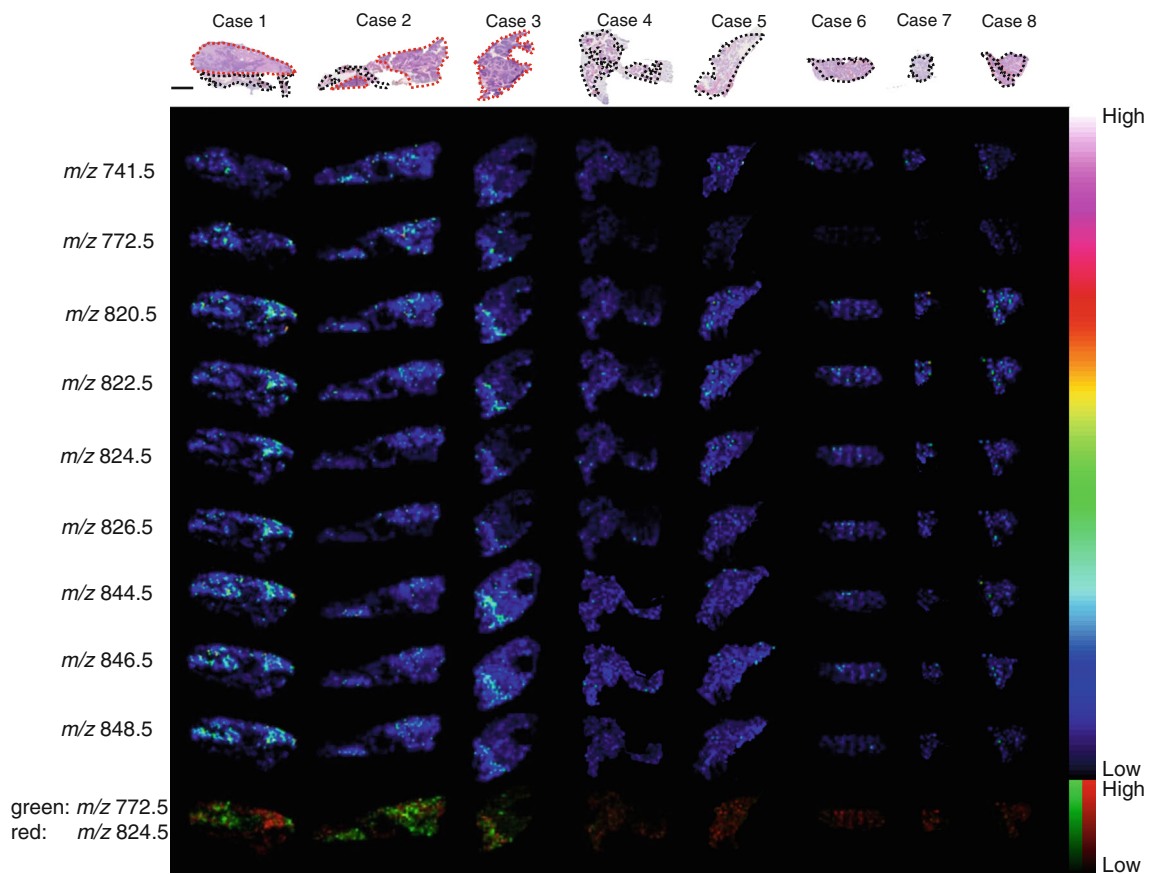 Case 1 Case 2 Case 3 Case 4 Case 5 Case 6 Case 7 Case 8
High
m/z 741.5
m/z 772.5
m/z 820.5
m/z 822.5
m/z 824.5
m/z 826.5
m/z 844.5
m/z 846.5
m/z 848.5
Low
High
green: m/z 772.5
red: m/z 824.5
Low